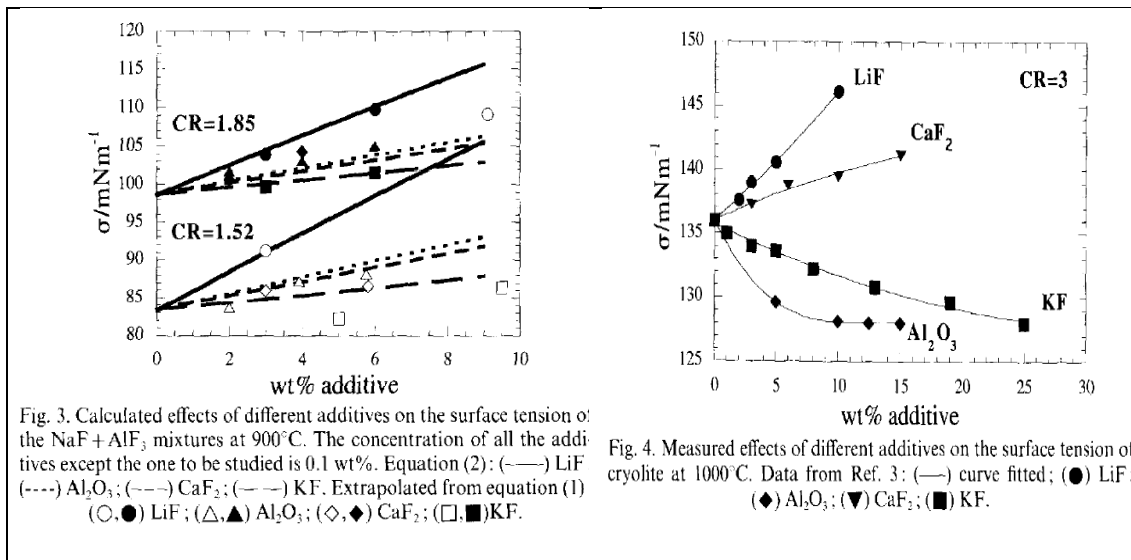 120
115
110
105
100
95
90
85
80
σ/mNm⁻¹
CR=1.85
CR=1.52
0 2 4 6 8 10
wt% additive
Fig. 3. Calculated effects of different additives on the surface tension of
the NaF + AlF₃ mixtures at 900°C. The concentration of all the addi-
tives except the one to be studied is 0.1 wt%. Equation (2): (——) LiF
(----) Al₂O₃; (–––) CaF₂; (— —) KF. Extrapolated from equation (1)
(○,●) LiF; (△,▲) Al₂O₃; (◇,◆) CaF₂; (□,■) KF.
150
145
140
135
130
125
σ/mNm⁻¹
LiF
CR=3
CaF₂
KF
Al₂O₃
0 5 10 15 20 25 30
wt% additive
Fig. 4. Measured effects of different additives on the surface tension of
cryolite at 1000°C. Data from Ref. 3: (——) curve fitted; (●) LiF
(◆) Al₂O₃; (▼) CaF₂; (■) KF.